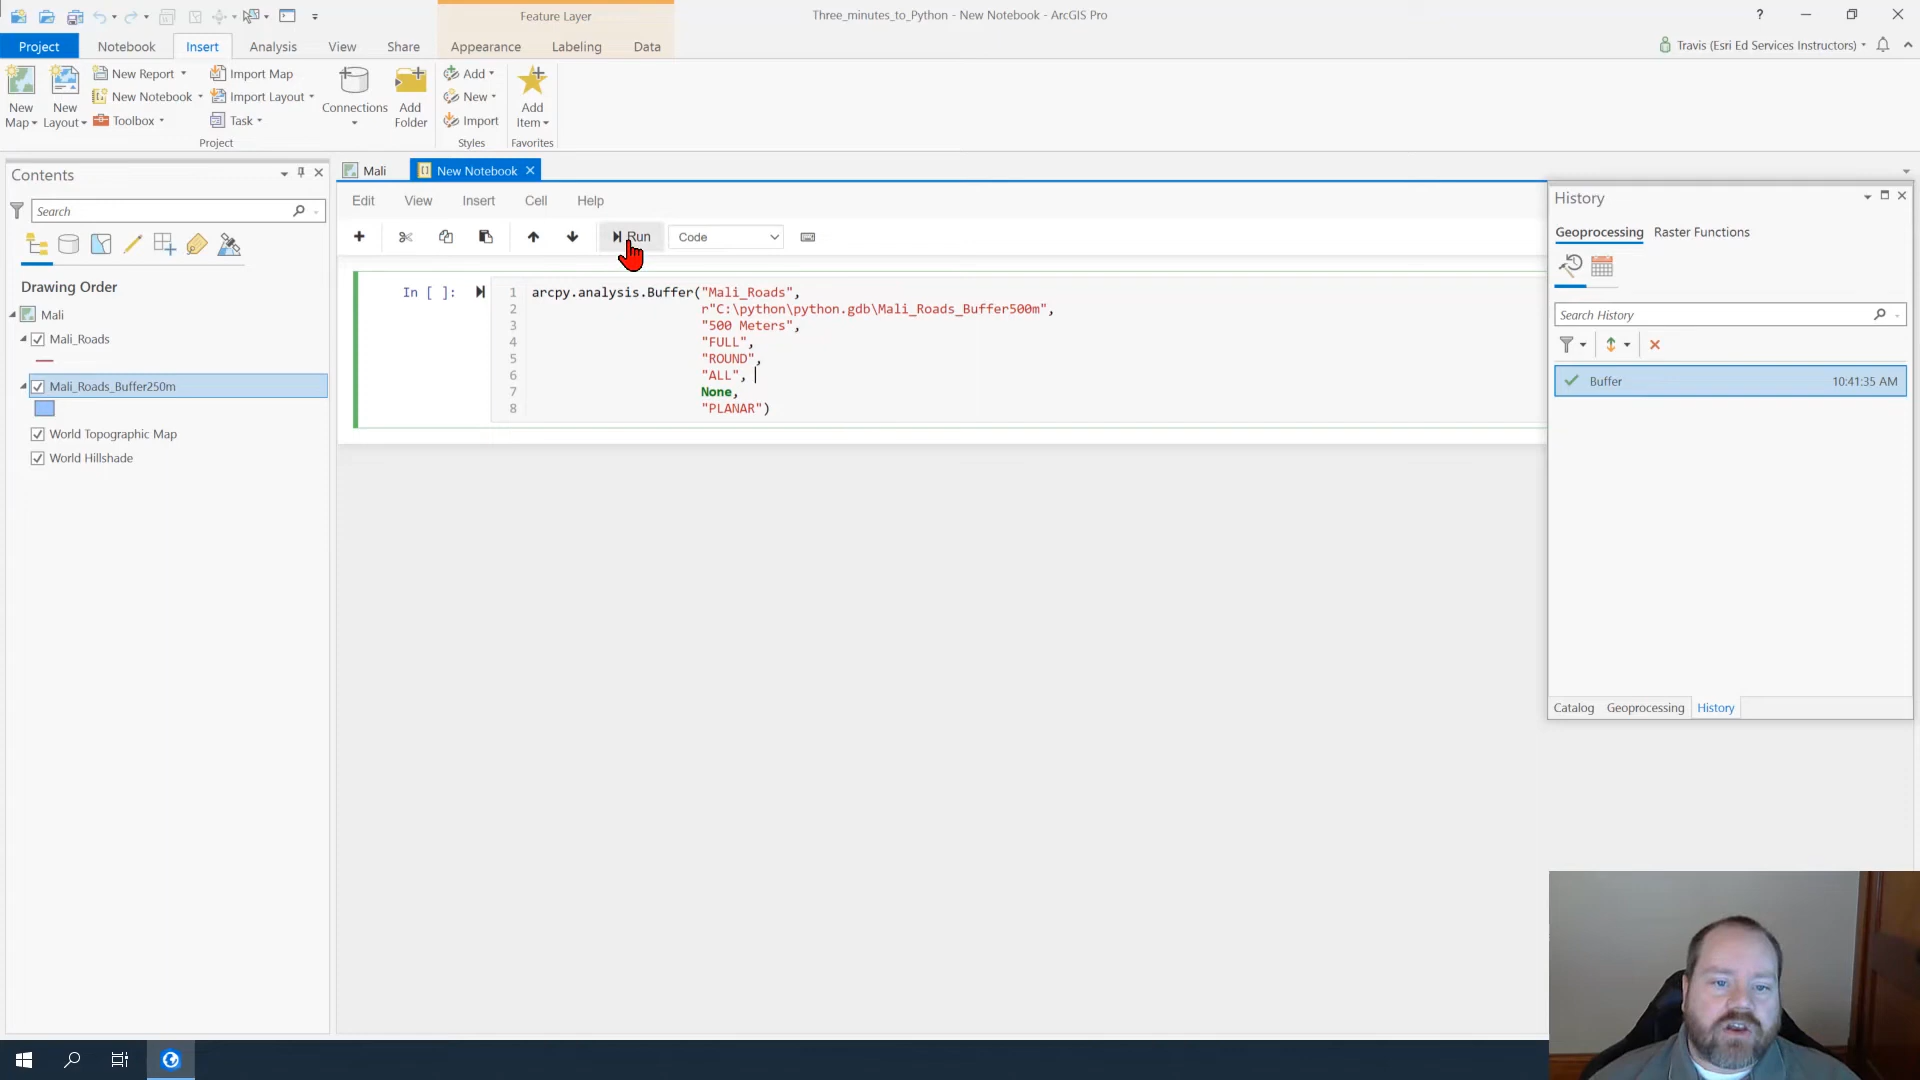 Feature Layer
Three_minutes_to_Python - New Notebook - ArcGIS Pro
?
Project
Notebook
Insert
Analysis
View
Share
Appearance
Labeling
Data
Travis (Esri Ed Services Instructors)
New Map
New Layout
New Report
New Notebook
Toolbox
Import Map
Import Layout
Task
Connections
Add Folder
Add
New
Import
Add Item
Project
Styles
Favorites
Contents
Search
Drawing Order
Mali
Mali_Roads
Mali_Roads_Buffer250m
World Topographic Map
World Hillshade
Mali
New Notebook
Edit
View
Insert
Cell
Help
Run
Code
In [ ]:
1 arcpy.analysis.Buffer("Mali_Roads",
2 r"C:\python\python.gdb\Mali_Roads_Buffer500m",
3 "500 Meters",
4 "FULL",
5 "ROUND",
6 "ALL",
7 None,
8 "PLANAR")
History
Geoprocessing
Raster Functions
Search History
Buffer
10:41:35 AM
Catalog
Geoprocessing
History